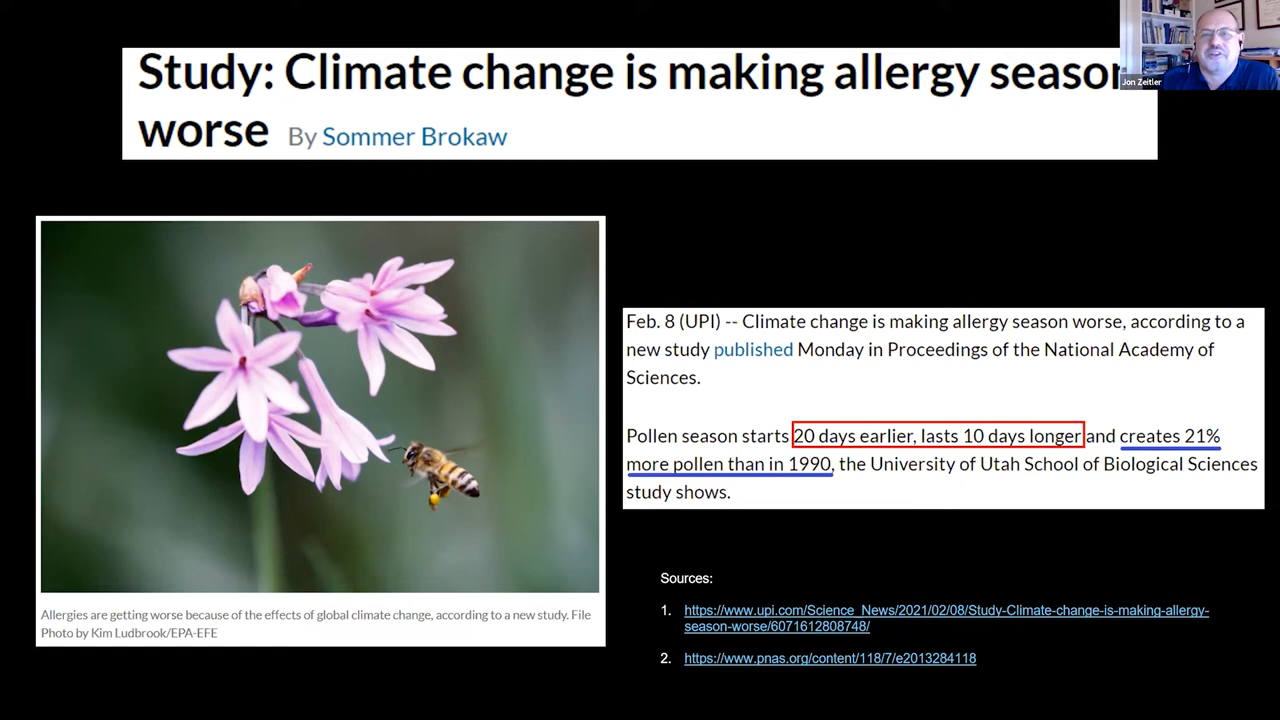 Study: Climate change is making allergy season
worse By Sommer Brokaw
Jon Zeitler
Feb. 8 (UPI) -- Climate change is making allergy season worse, according to a
new study published Monday in Proceedings of the National Academy of
Sciences.
Pollen season starts 20 days earlier, lasts 10 days longer and creates 21%
more pollen than in 1990, the University of Utah School of Biological Sciences
study shows.
Allergies are getting worse because of the effects of global climate change, according to a new study. File
Photo by Kim Ludbrook/EPA-EFE
Sources:
1. https://www.upi.com/Science_News/2021/02/08/Study-Climate-change-is-making-allergy-
season-worse/6071612808748/
2. https://www.pnas.org/content/118/7/e2013284118